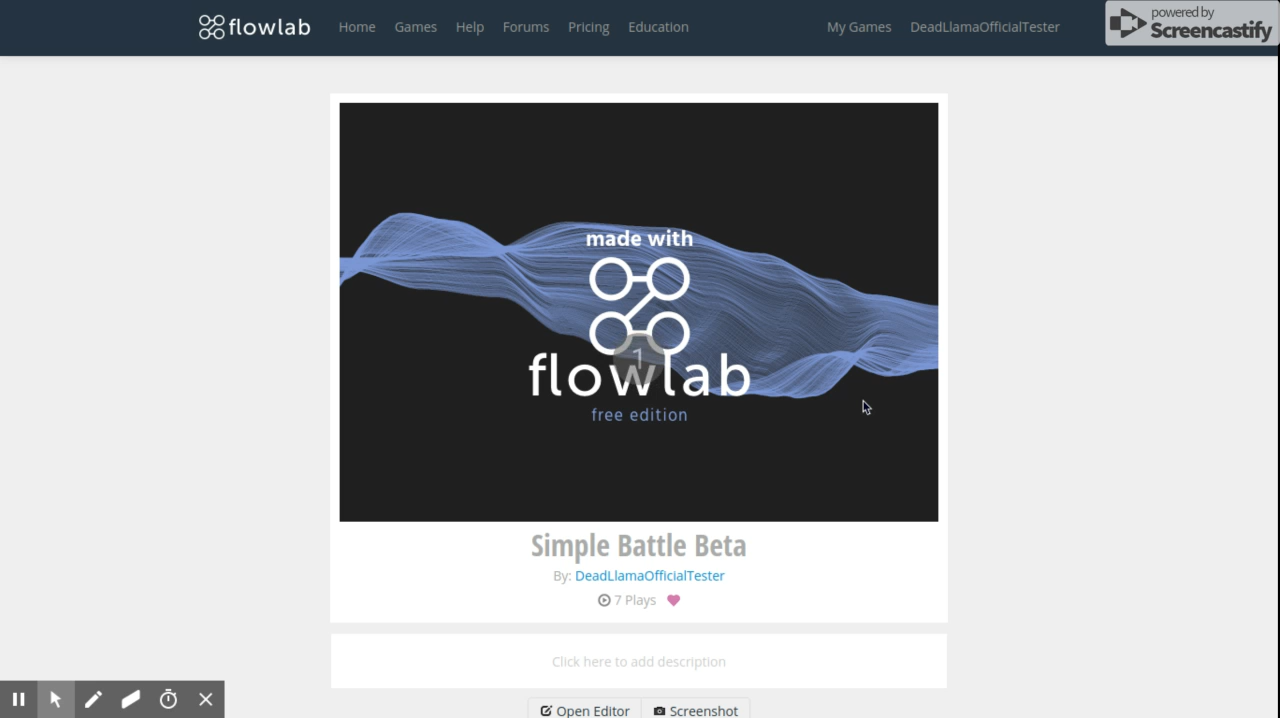 flowlab Home Games Help Forums Pricing Education My Games DeadLlamaOfficialTester
powered by
Screencastify
made with
1
flowlab
free edition
Simple Battle Beta
By: DeadLlamaOfficialTester
7 Plays
Click here to add description
Open Editor Screenshot